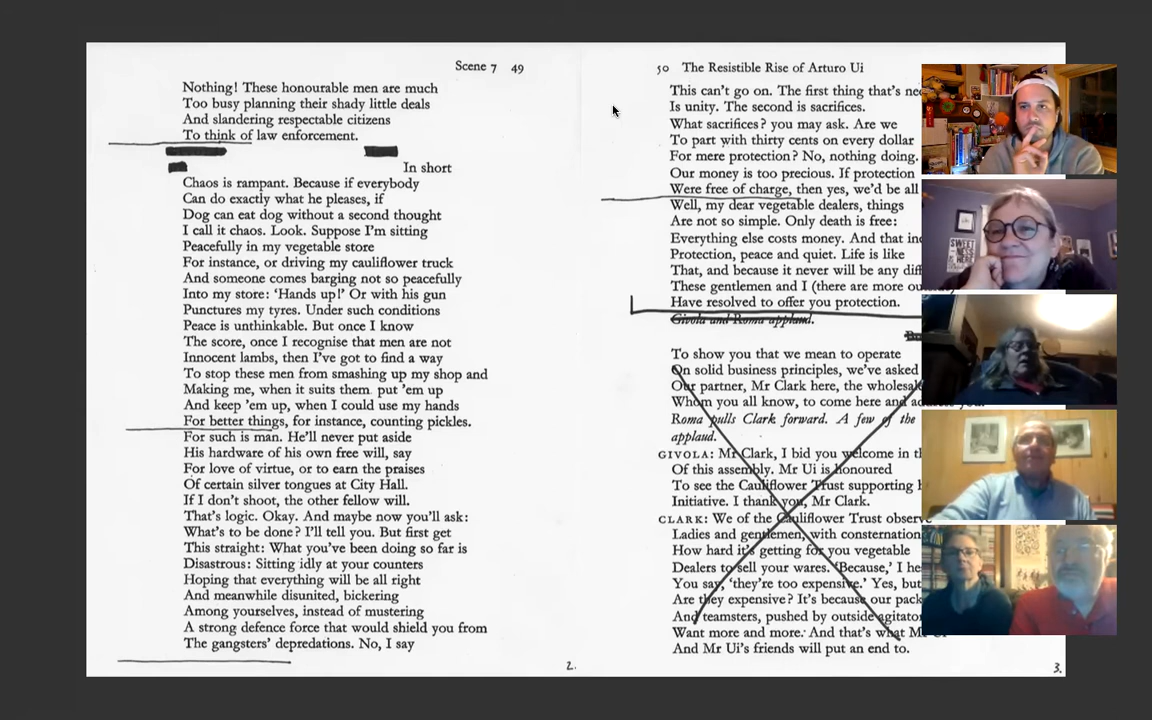 Scene 7 49
Nothing! These honourable men are much
Too busy planning their shady little deals
And slandering respectable citizens
To think of law enforcement.
In short
Chaos is rampant. Because if everybody
Can do exactly what he pleases, if
Dog can eat dog without a second thought
I call it chaos. Look. Suppose I'm sitting
Peacefully in my vegetable store
For instance, or driving my cauliflower truck
And someone comes barging not so peacefully
Into my store: 'Hands up!' Or with his gun
Punctures my tyres. Under such conditions
Peace is unthinkable. But once I know
The score, once I recognise that men are not
Innocent lambs, then I've got to find a way
To stop these men from smashing up my shop and
Making me, when it suits them put 'em up
And keep 'em up, when I could use my hands
For better things, for instance, counting pickles.
For such is man. He'll never put aside
His hardware of his own free will, say
For love of virtue, or to earn the praises
Of certain silver tongues at City Hall.
If I don't shoot, the other fellow will.
That's logic. Okay. And maybe now you'll ask:
What's to be done? I'll tell you. But first get
This straight: What you've been doing so far is
Disastrous: Sitting idly at your counters
Hoping that everything will be all right
And meanwhile disunited, bickering
Among yourselves, instead of mustering
A strong defence force that would shield you from
The gangsters' depredations. No, I say
2.
50 The Resistible Rise of Arturo Ui
This can't go on. The first thing that's
Is unity. The second is sacrifices.
What sacrifices? you may ask. Are we
To part with thirty cents on every dollar
For mere protection? No, nothing doing.
Our money is too precious. If protection
Were free of charge, then yes, we'd be all
Well, my dear vegetable dealers, things
Are not so simple. Only death is free:
Everything else costs money. And that
Protection, peace and quiet. Life is like
That, and because it never will be any
These gentlemen and I (there are more
Have resolved to offer you protection.
Givola and Roma applaud.
To show you that we mean to operate
On solid business principles, we've asked
Our partner, Mr Clark here, the
Whom you all know, to come here and
Roma pulls Clark forward. A few of the
applaud.
GIVOLA: Mr Clark, I bid you welcome in
Of this assembly. Mr Ui is honoured
To see the Cauliflower Trust supporting
Initiative. I thank you, Mr Clark.
CLARK: We of the Cauliflower Trust
Ladies and gentlemen, with consternation
How hard it's getting for you vegetable
Dealers to sell your wares. 'Because,' I
You say, 'they're too expensive.' Yes, but
Are they expensive? It's because our
And teamsters, pushed by outside
Want more and more. And that's what
And Mr Ui's friends will put an end to.
3.
SWEET
NESS
HERE